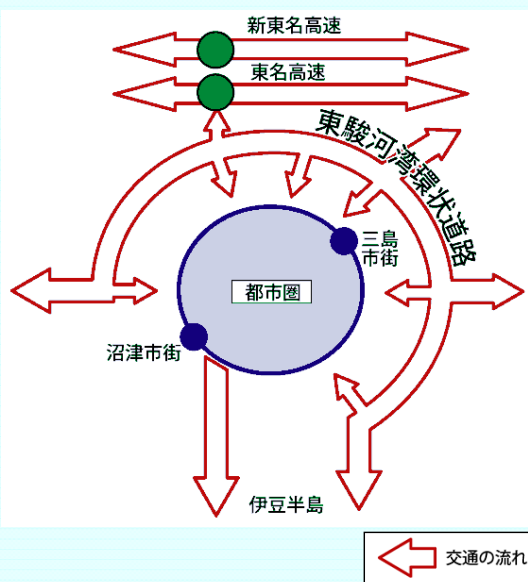 新東名高速
東名高速
東駿河湾環状道路
三島
市街
都市圏
沼津市街
伊豆半島
交通の流れ